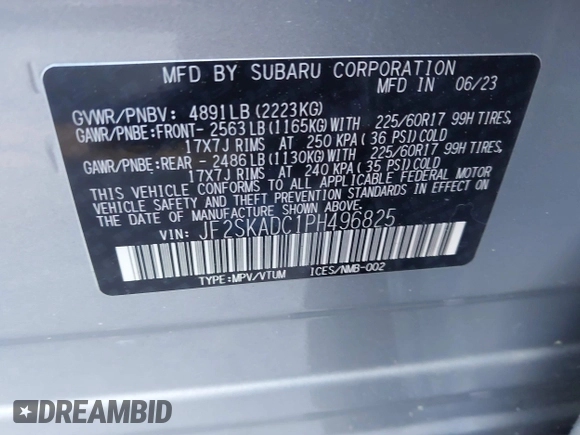 MFD BY SUBARU CORPORATION
MFD IN 06/23
GVWR/PNBV: 4891LB(2223KG)
GAWR/PNBE:FRONT- 2563LB(1165KG)WITH 225/60R17 99H TIRES,
17X7J RIMS AT 250 KPA(36 PSI)COLD
GAWR/PNBE:REAR - 2486LB(1130KG)WITH 225/60R17 99H TIRES,
17X7J RIMS AT 240 KPA(35 PSI)COLD
THIS VEHICLE CONFORMS TO ALL APPLICABLE FEDERAL MOTOR
VEHICLE SAFETY AND THEFT PREVENTION STANDARDS IN EFFECT ON
THE DATE OF MANUFACTURE SHOWN ABOVE.
VIN: JF2SKADC1PH496825
TYPE:MPV/VTUM ICES/NMB-002
DREAMBID